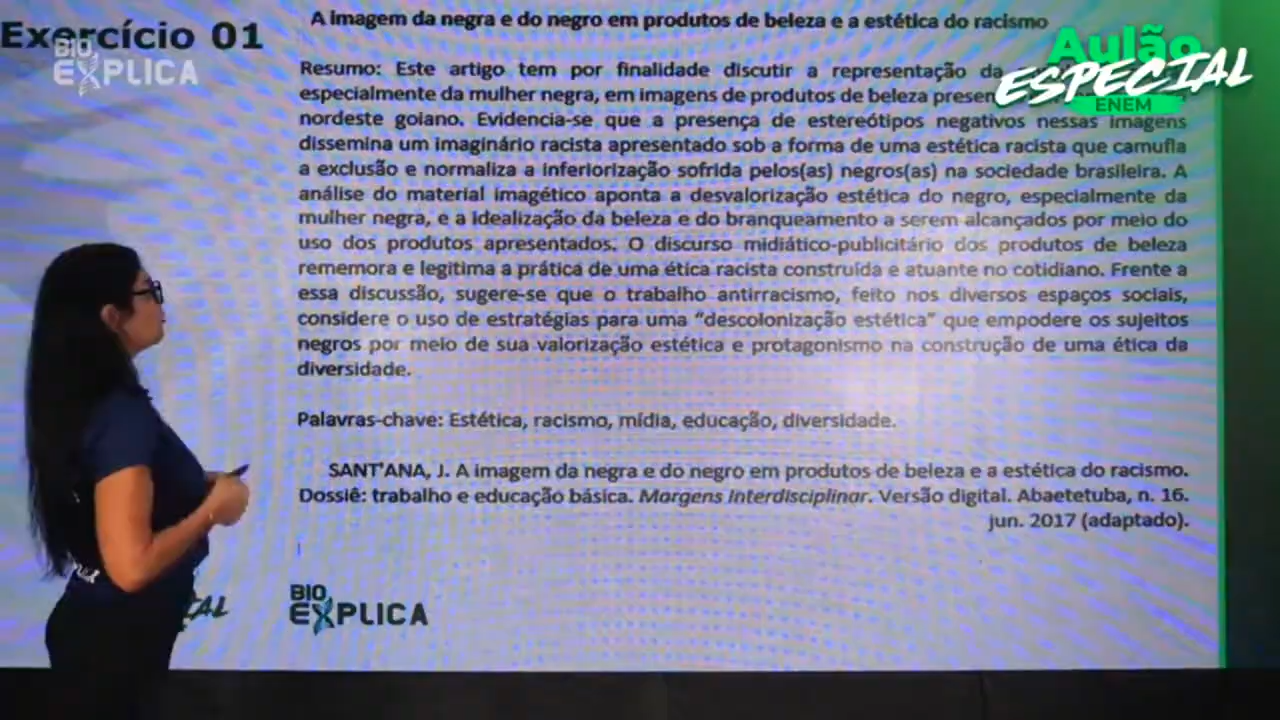 Exercício 01
BIO
EXPLICA
A imagem da negra e do negro em produtos de beleza e a estética do racismo
Aulão
ESPECIAL
ENEM
Resumo: Este artigo tem por finalidade discutir a representação da
especialmente da mulher negra, em imagens de produtos de beleza
nordeste goiano. Evidencia-se que a presença de estereótipos negativos nessas imagens
dissemina um imaginário racista apresentado sob a forma de uma estética racista que camufla
a exclusão e normaliza a inferiorização sofrida pelos(as) negros(as) na sociedade brasileira. A
análise do material imagético aponta a desvalorização estética do negro, especialmente da
mulher negra, e a idealização da beleza e do branqueamento a serem alcançados por meio do
uso dos produtos apresentados. O discurso midiático-publicitário dos produtos de beleza
rememora e legitima a prática de uma ética racista construída e atuante no cotidiano. Frente a
essa discussão, sugere-se que o trabalho antirracismo, feito nos diversos espaços sociais,
considere o uso de estratégias para uma "descolonização estética" que empodere os sujeitos
negros por meio de sua valorização estética e protagonismo na construção de uma ética da
diversidade.
Palavras-chave: Estética, racismo, mídia, educação, diversidade.
SANT'ANA, J. A imagem da negra e do negro em produtos de beleza e a estética do racismo.
Dossiê: trabalho e educação básica. Margens Interdisciplinar. Versão digital. Abaetetuba, n. 16.
jun. 2017 (adaptado).
BIO
EXPLICA